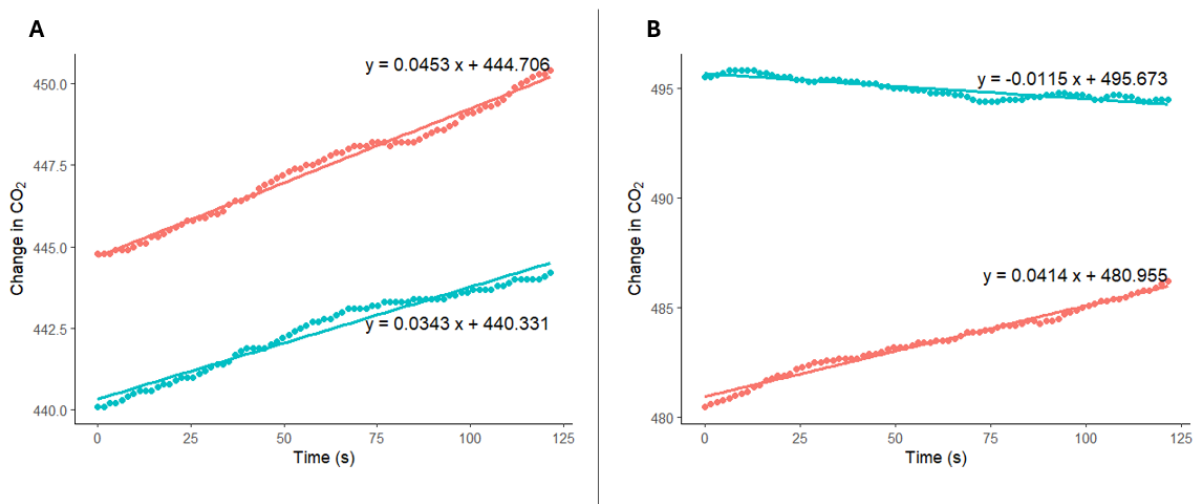 A
y = 0.0453 x + 444.706
450.0
447.5
445.0
442.5
440.0
y = 0.0343 x + 440.331
Change in CO₂
0 25 50 75 100 125
Time (s)
B
y = -0.0115 x + 495.673
495
490
485
480
y = 0.0414 x + 480.955
Change in CO₂
0 25 50 75 100 125
Time (s)